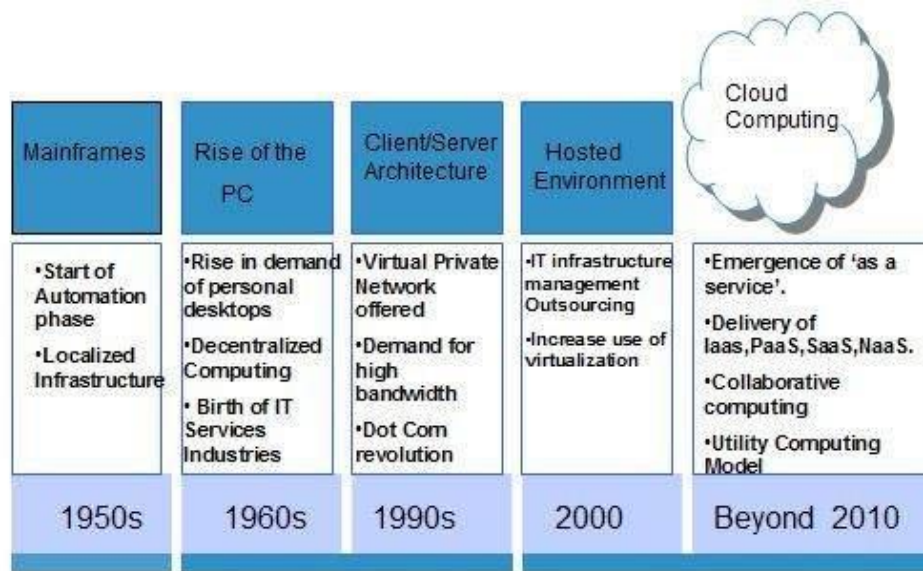 Mainframes
Rise of the
PC
Client/Server
Architecture
Hosted
Environment
Cloud
Computing
•Start of
Automation
phase
•Localized
Infrastructure
•Rise in demand
of personal
desktops
•Decentralized
Computing
• Birth of IT
Services
Industries
•Virtual Private
Network
offered
•Demand for
high
bandwidth
•Dot Com
revolution
•IT infrastructure
management
Outsourcing
•Increase use of
virtualization
•Emergence of ‘as a
service’.
•Delivery of
Iaas,PaaS,SaaS,NaaS.
•Collaborative
computing
•Utility Computing
Model
1950s
1960s
1990s
2000
Beyond 2010